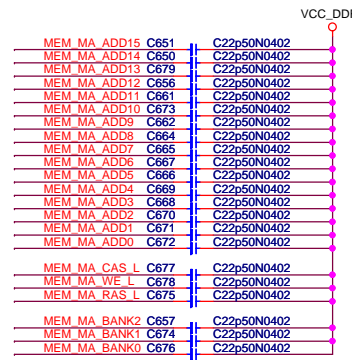 VCC_DDR
MEM_MA_ADD15 C651 C22p50N0402
MEM_MA_ADD14 C650 C22p50N0402
MEM_MA_ADD13 C679 C22p50N0402
MEM_MA_ADD12 C656 C22p50N0402
MEM_MA_ADD11 C661 C22p50N0402
MEM_MA_ADD10 C673 C22p50N0402
MEM_MA_ADD9 C662 C22p50N0402
MEM_MA_ADD8 C664 C22p50N0402
MEM_MA_ADD7 C665 C22p50N0402
MEM_MA_ADD6 C667 C22p50N0402
MEM_MA_ADD5 C666 C22p50N0402
MEM_MA_ADD4 C669 C22p50N0402
MEM_MA_ADD3 C668 C22p50N0402
MEM_MA_ADD2 C670 C22p50N0402
MEM_MA_ADD1 C671 C22p50N0402
MEM_MA_ADD0 C672 C22p50N0402
MEM_MA_CAS_L C677 C22p50N0402
MEM_MA_WE_L C678 C22p50N0402
MEM_MA_RAS_L C675 C22p50N0402
MEM_MA_BANK2 C657 C22p50N0402
MEM_MA_BANK1 C674 C22p50N0402
MEM_MA_BANK0 C676 C22p50N0402